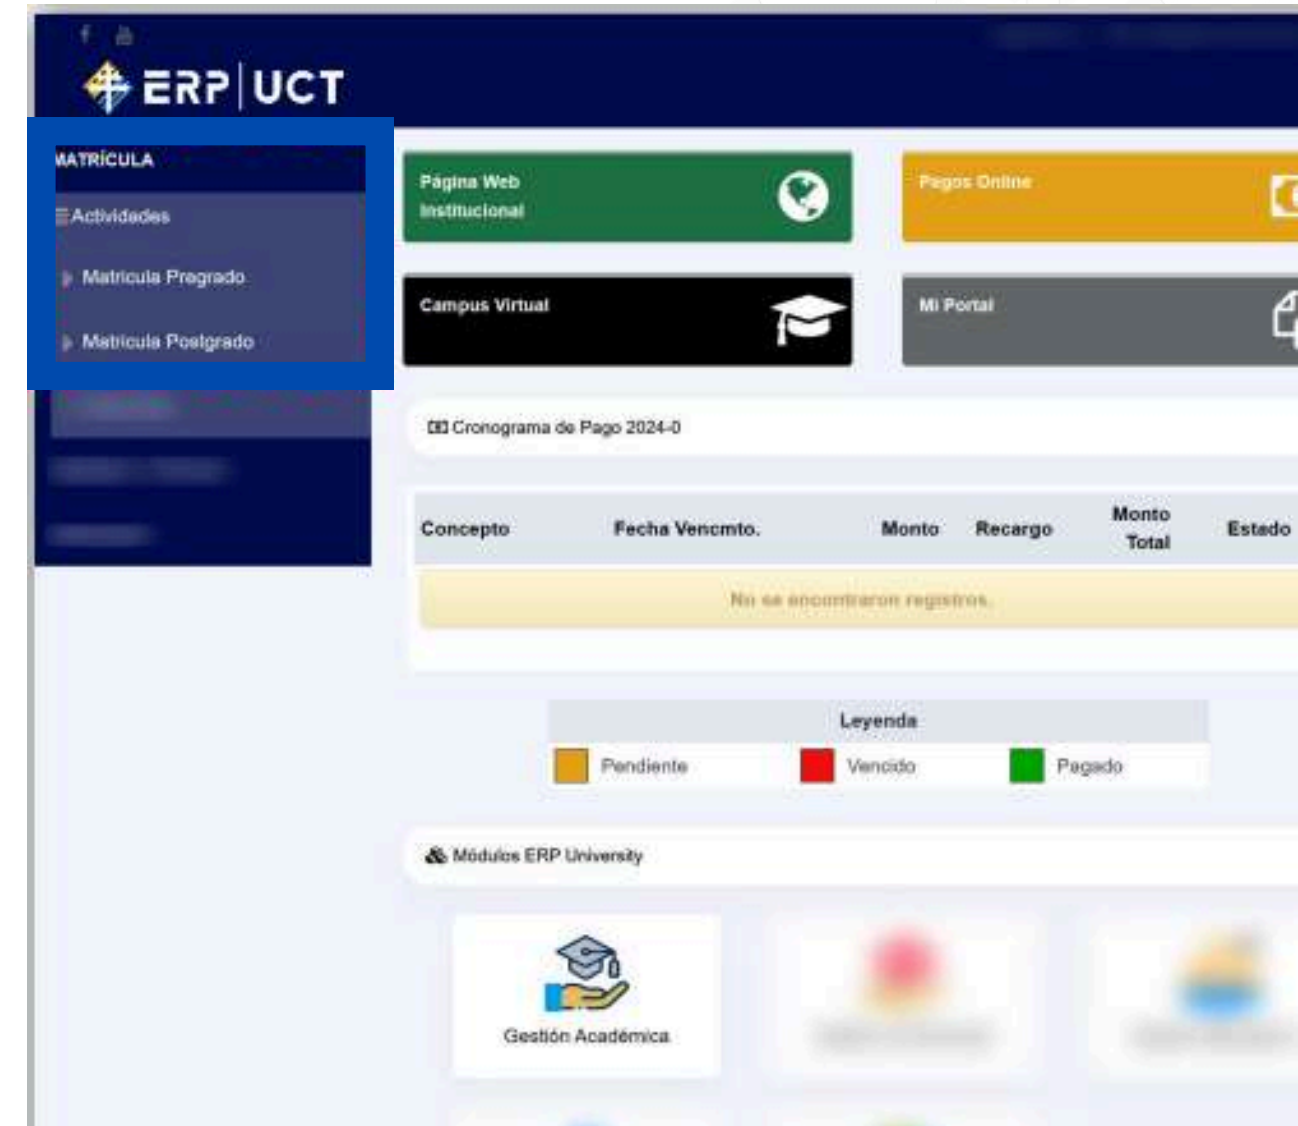 ERP|UCT
MATRÍCULA
Actividades
Matricula Pregrado
Matricula Postgrado
Página Web
Institucional
Pagos Online
Campus Virtual
Mi Portal
Cronograma de Pago 2024-0
Concepto Fecha Vencmto. Monto Recargo Monto Total Estado
No se encontraron registros.
Leyenda
Pendiente Vencido Pagado
Módulos ERP University
Gestión Académica